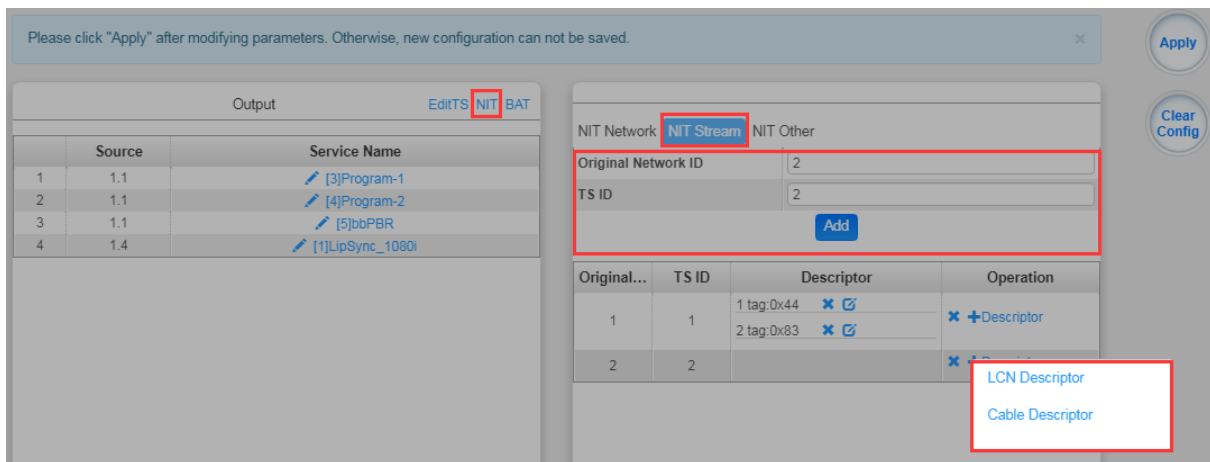 Please click "Apply" after modifying parameters. Otherwise, new configuration can not be saved. ×
Apply
Clear
Config
Output EditTS NIT BAT
Source Service Name
1 1.1 [3]Program-1
2 1.1 [4]Program-2
3 1.1 [5]bbPBR
4 1.4 [1]LipSync_1080i
NIT Network NIT Stream NIT Other
Original Network ID 2
TS ID 2
Add
Original... TS ID Descriptor Operation
1 1 1 tag:0x44 +Descriptor
2 tag:0x83
2 2
LCN Descriptor
Cable Descriptor